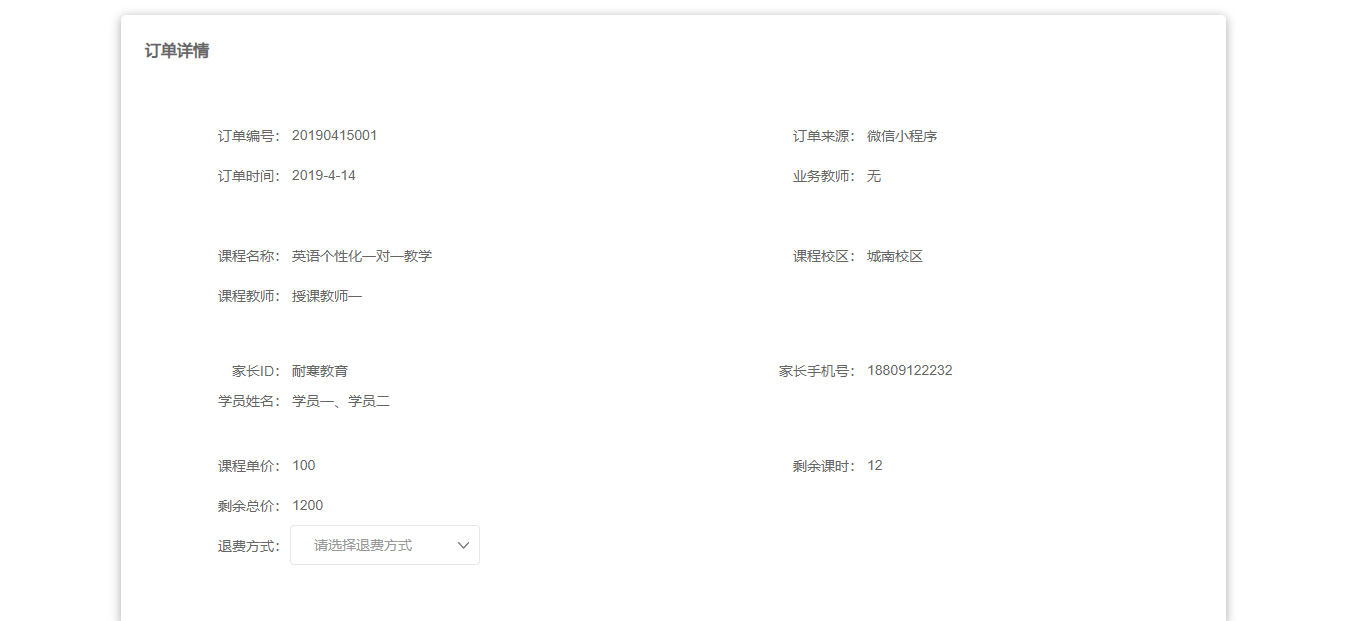 订单详情
订单编号： 20190415001 订单来源： 微信小程序
订单时间： 2019-4-14 业务教师： 无
课程名称： 英语个性化一对一教学 课程校区： 城南校区
课程教师： 授课教师一
家长ID： 耐寒教育 家长手机号： 18809122232
学员姓名： 学员一、学员二
课程单价： 100 剩余课时： 12
剩余总价： 1200
退费方式： 请选择退费方式